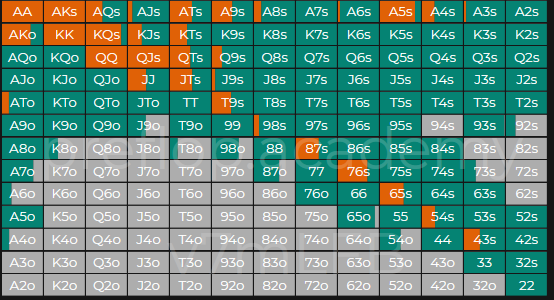 AA AKs AQs AJs ATs A9s A8s A7s A6s A5s A4s A3s A2s
AKo KK KQs KJs KTs K9s K8s K7s K6s K5s K4s K3s K2s
AQo KQo QQ QJs QTs Q9s Q8s Q7s Q6s Q5s Q4s Q3s Q2s
AJo KJo QJo JJ JTs J9s J8s J7s J6s J5s J4s J3s J2s
ATo KTo QTo JTo TT T9s T8s T7s T6s T5s T4s T3s T2s
A9o K9o Q9o J9o T9o 99 98s 97s 96s 95s 94s 93s 92s
A8o K8o Q8o J8o T8o 98o 88 87s 86s 85s 84s 83s 82s
A7o K7o Q7o J7o T7o 97o 87o 77 76s 75s 74s 73s 72s
A6o K6o Q6o J6o T6o 96o 86o 76o 66 65s 64s 63s 62s
A5o K5o Q5o J5o T5o 95o 85o 75o 65o 55 54s 53s 52s
A4o K4o Q4o J4o T4o 94o 84o 74o 64o 54o 44 43s 42s
A3o K3o Q3o J3o T3o 93o 83o 73o 63o 53o 43o 33 32s
A2o K2o Q2o J2o T2o 92o 82o 72o 62o 52o 42o 32o 22
preflop.academy